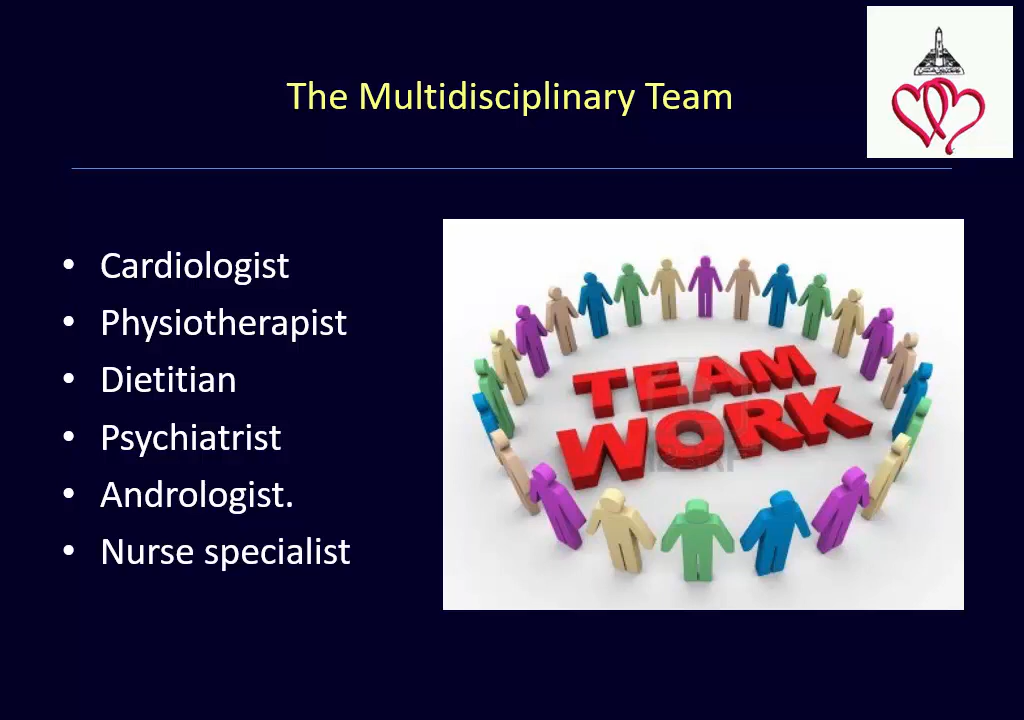 The Multidisciplinary Team
• Cardiologist
• Physiotherapist
• Dietitian
• Psychiatrist
• Andrologist.
• Nurse specialist
TEAM
WORK